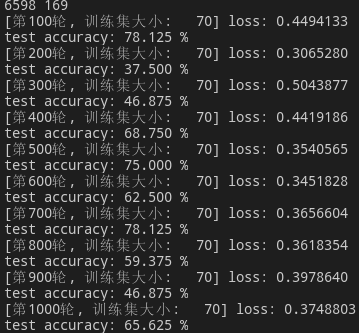 6598 169
[第100轮, 训练集大小:   70] loss: 0.4494133
test accuracy: 78.125 %
[第200轮, 训练集大小:   70] loss: 0.3065280
test accuracy: 37.500 %
[第300轮, 训练集大小:   70] loss: 0.5043877
test accuracy: 46.875 %
[第400轮, 训练集大小:   70] loss: 0.4419186
test accuracy: 68.750 %
[第500轮, 训练集大小:   70] loss: 0.3540565
test accuracy: 75.000 %
[第600轮, 训练集大小:   70] loss: 0.3451828
test accuracy: 62.500 %
[第700轮, 训练集大小:   70] loss: 0.3656604
test accuracy: 78.125 %
[第800轮, 训练集大小:   70] loss: 0.3618354
test accuracy: 59.375 %
[第900轮, 训练集大小:   70] loss: 0.3978640
test accuracy: 46.875 %
[第1000轮, 训练集大小:   70] loss: 0.3748803
test accuracy: 65.625 %